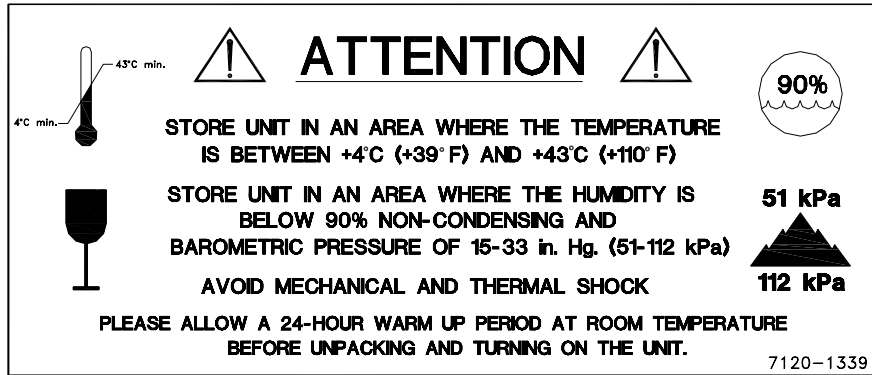 ATTENTION
43°C min.
4°C min.
90%
STORE UNIT IN AN AREA WHERE THE TEMPERATURE
IS BETWEEN +4°C (+39° F) AND +43°C (+110° F)
STORE UNIT IN AN AREA WHERE THE HUMIDITY IS
BELOW 90% NON-CONDENSING AND
BAROMETRIC PRESSURE OF 15-33 in. Hg. (51-112 kPa)
51 kPa
112 kPa
AVOID MECHANICAL AND THERMAL SHOCK
PLEASE ALLOW A 24-HOUR WARM UP PERIOD AT ROOM TEMPERATURE
BEFORE UNPACKING AND TURNING ON THE UNIT.
7120-1339